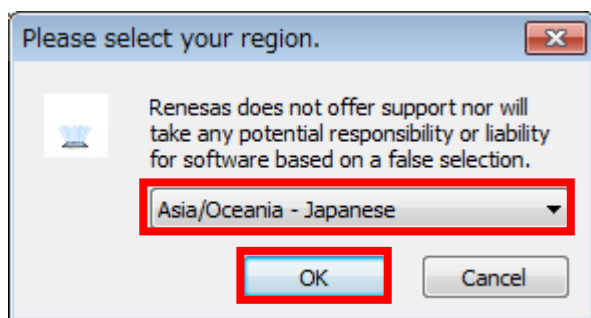 Please select your region.
Renesas does not offer support nor will
take any potential responsibility or liability
for software based on a false selection.
Asia/Oceania - Japanese
OK Cancel